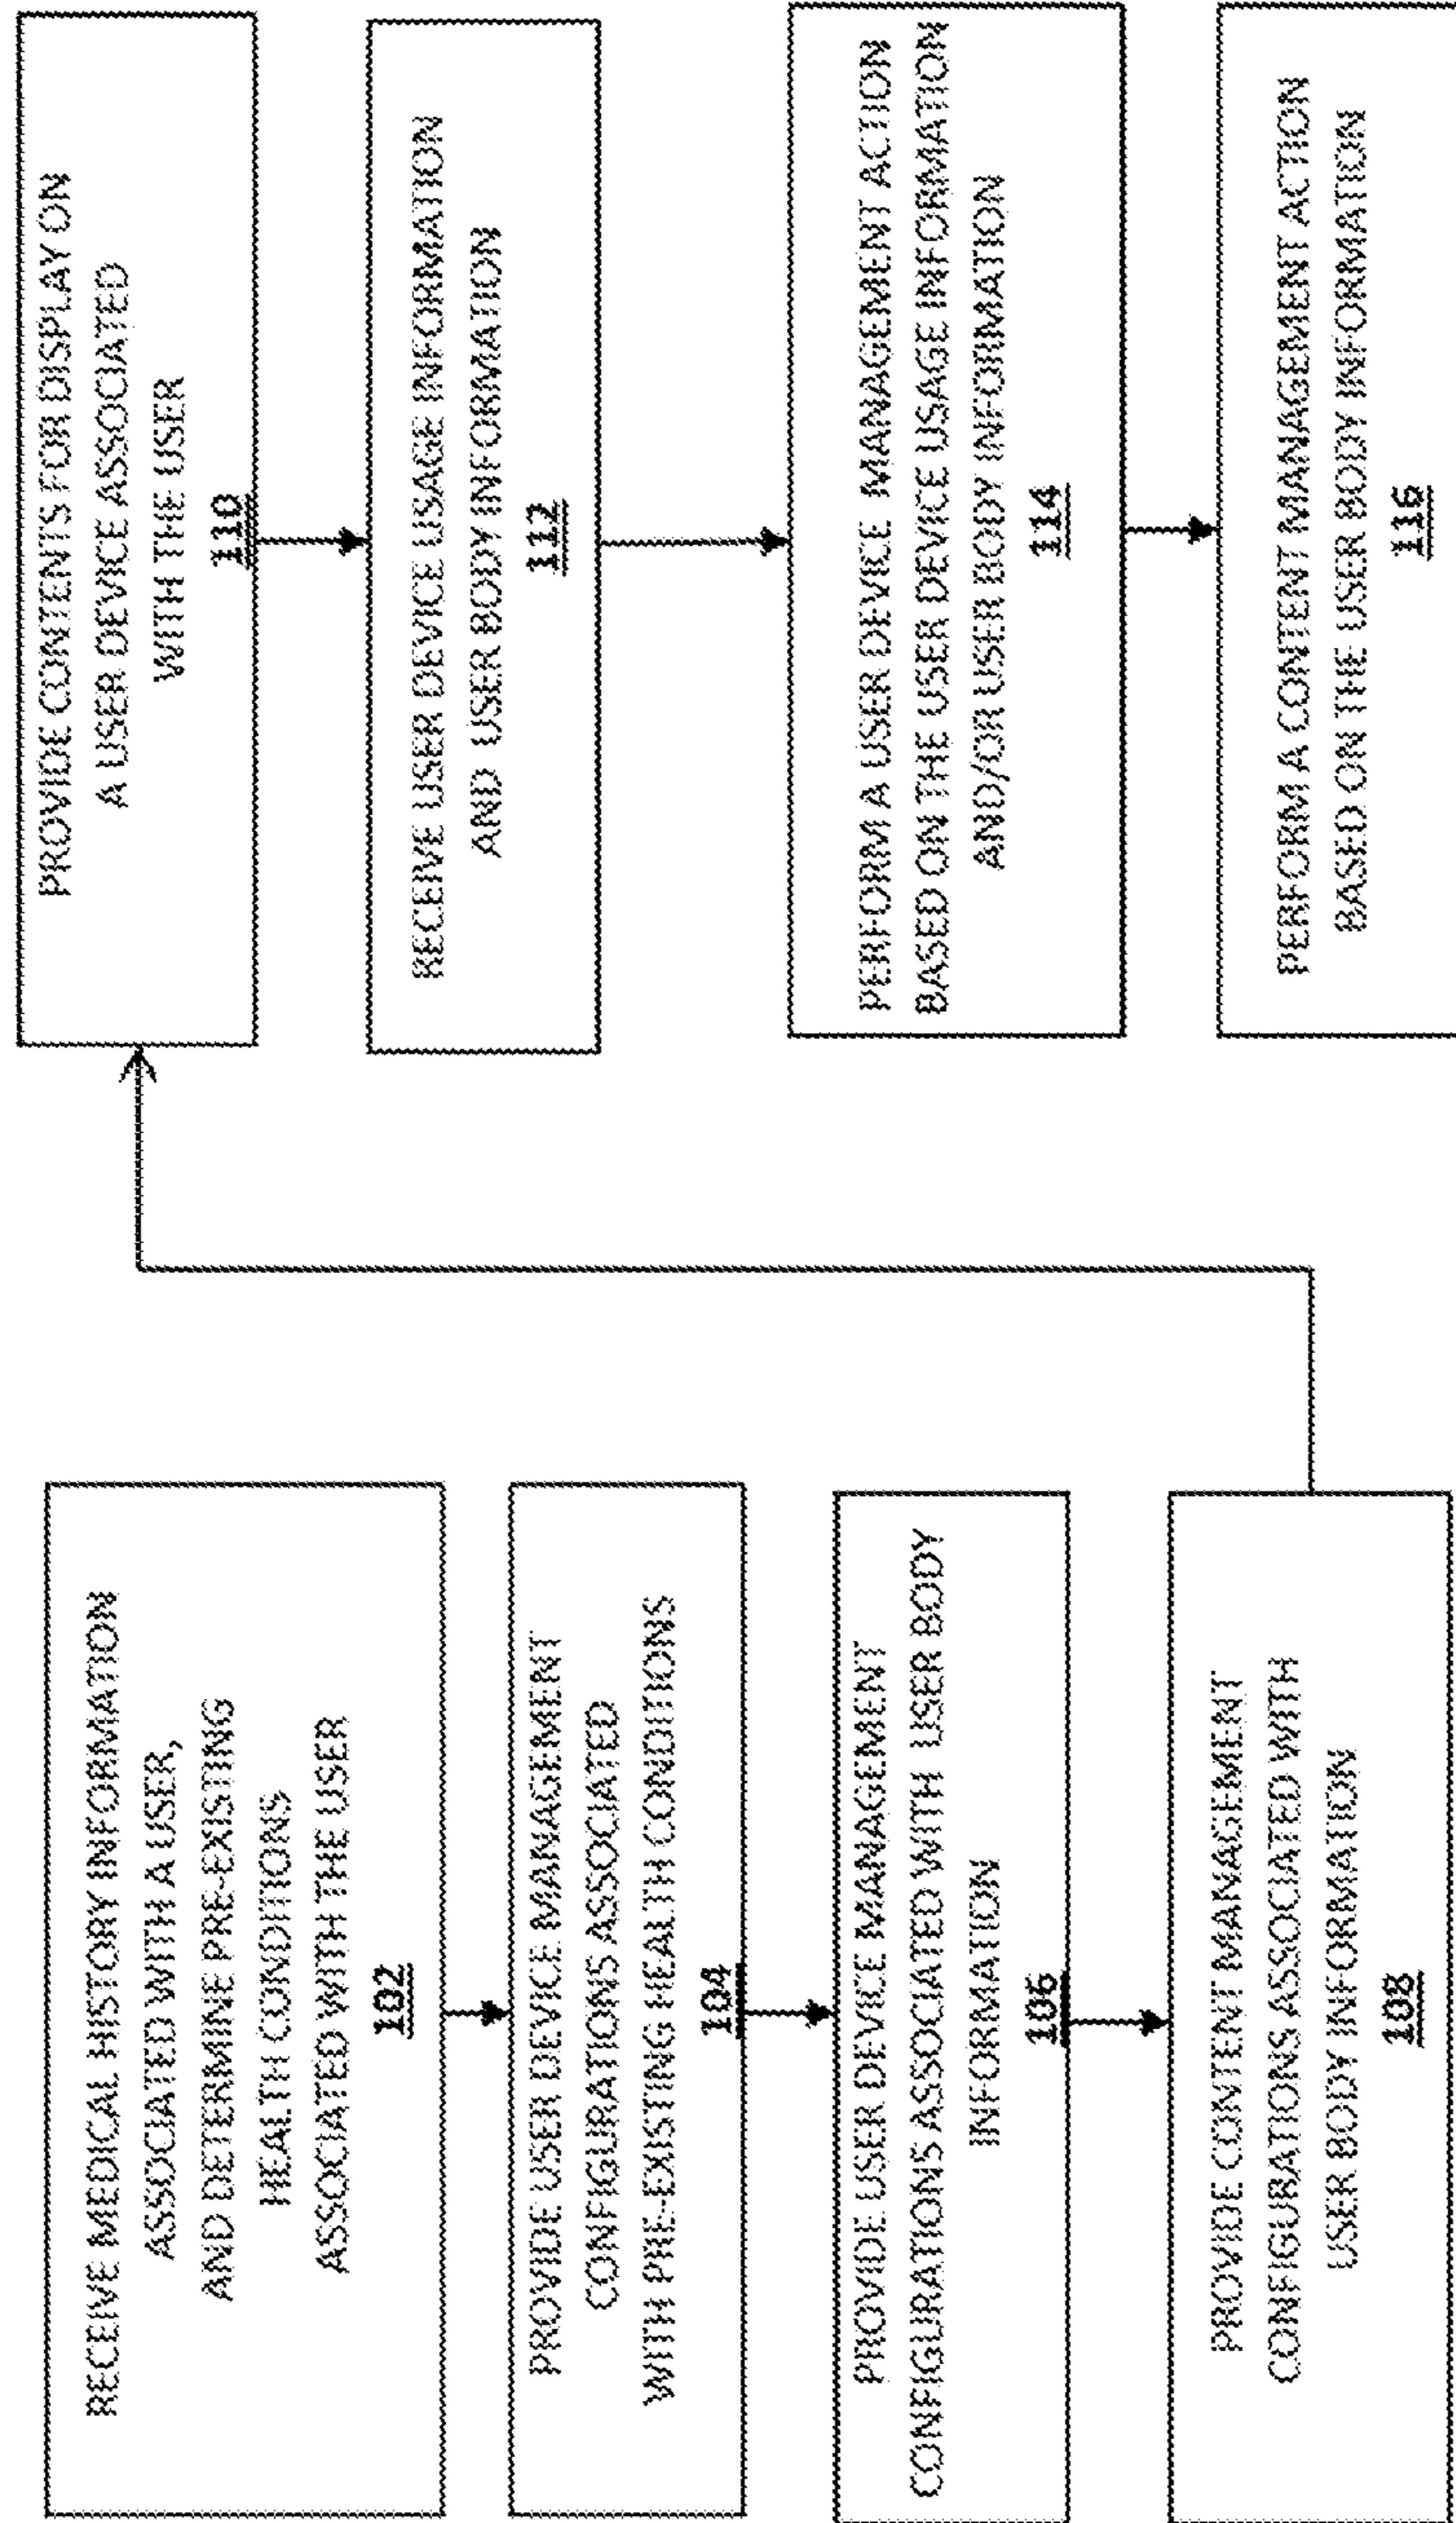 RECEIVE MEDICAL HISTORY INFORMATION
ASSOCIATED WITH A USER,
AND DETERMINE PRE-EXISTING
HEALTH CONDITIONS
ASSOCIATED WITH THE USER
102
PROVIDE USER DEVICE MANAGEMENT
CONFIGURATIONS ASSOCIATED
WITH PRE-EXISTING HEALTH CONDITIONS
104
PROVIDE USER DEVICE MANAGEMENT
CONFIGURATIONS ASSOCIATED WITH USER BODY
INFORMATION
106
PROVIDE CONTENT MANAGEMENT
CONFIGURATIONS ASSOCIATED WITH
USER BODY INFORMATION
108
PROVIDE CONTENTS FOR DISPLAY ON
A USER DEVICE ASSOCIATED
WITH THE USER
110
RECEIVE USER DEVICE USAGE INFORMATION
AND USER BODY INFORMATION
112
PERFORM A USER DEVICE MANAGEMENT ACTION
BASED ON THE USER DEVICE USAGE INFORMATION
AND/OR USER BODY INFORMATION
114
PERFORM A CONTENT MANAGEMENT ACTION
BASED ON THE USER BODY INFORMATION
116